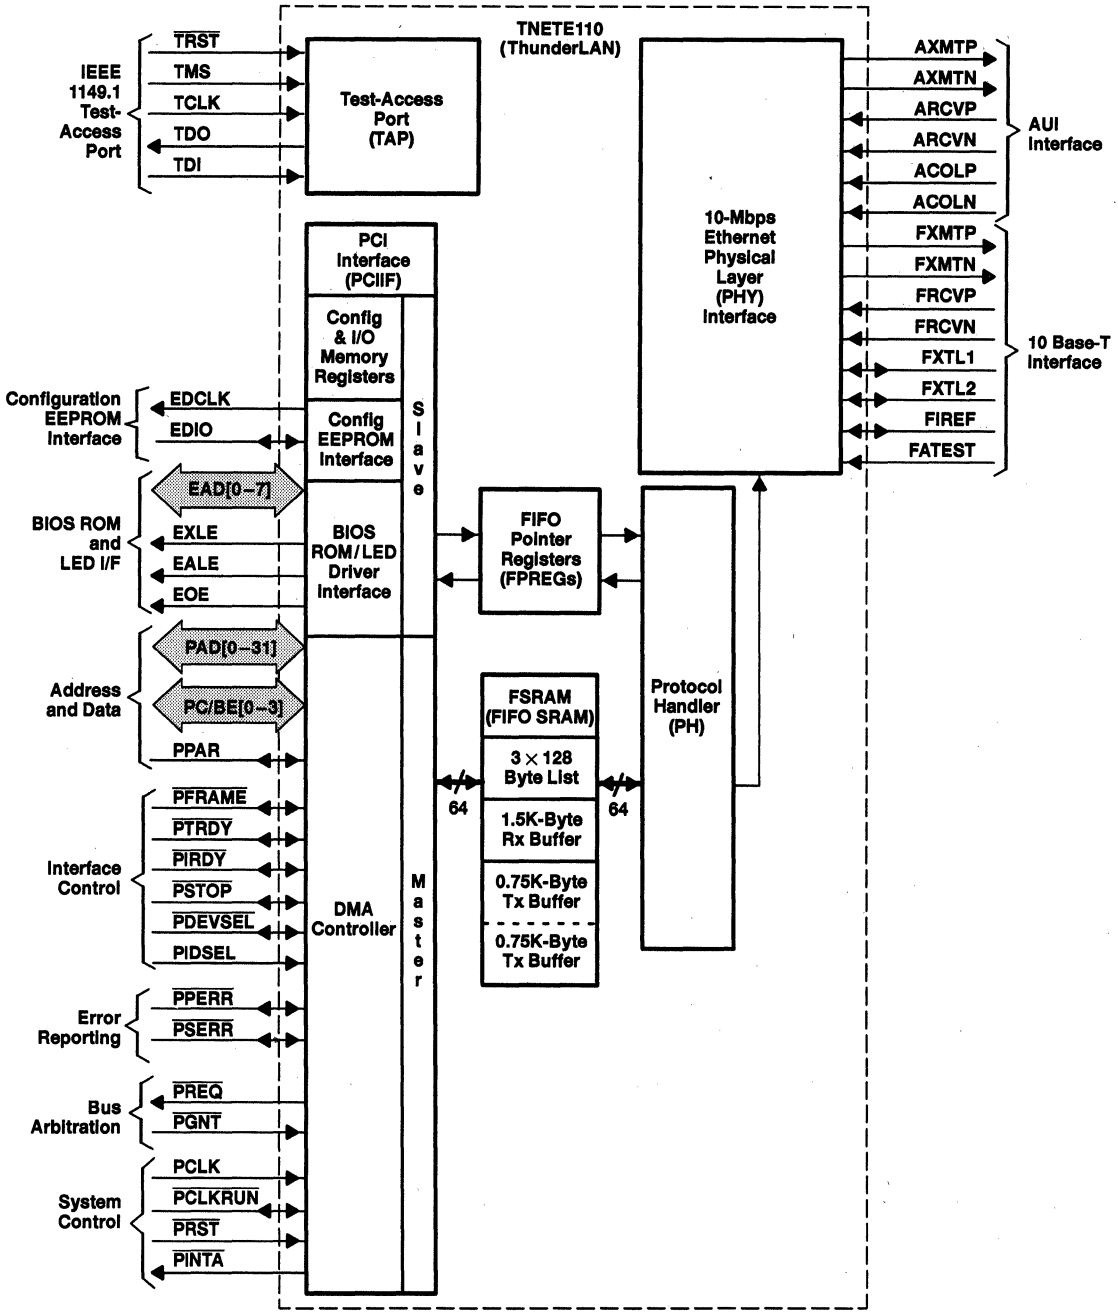 TNETE110
(ThunderLAN)
IEEE
1149.1
Test-
Access
Port
TRST
TMS
TCLK
TDO
TDI
Test-Access
Port
(TAP)
PCI
Interface
(PCIIF)
Config
& I/O
Memory
Registers
Config
EEPROM
Interface
BIOS
ROM/LED
Driver
Interface
Slave
DMA
Controller
Master
Configuration
EEPROM
Interface
EDCLK
EDIO
BIOS ROM
and
LED I/F
EAD[0–7]
EXLE
EALE
EOE
Address
and Data
PAD[0–31]
PC/BE[0–3]
PPAR
Interface
Control
PFRAME
PTRDY
PIRDY
PSTOP
PDEVSEL
PIDSEL
Error
Reporting
PPERR
PSERR
Bus
Arbitration
PREQ
PGNT
System
Control
PCLK
PCLKRUN
PRST
PINTA
FIFO
Pointer
Registers
(FPREGs)
FSRAM
(FIFO SRAM)
3 × 128
Byte List
1.5K-Byte
Rx Buffer
0.75K-Byte
Tx Buffer
0.75K-Byte
Tx Buffer
64
64
Protocol
Handler
(PH)
10-Mbps
Ethernet
Physical
Layer
(PHY)
Interface
AXMTP
AXMTN
ARCVP
ARCVN
ACOLP
ACOLN
AUI
Interface
FXMTP
FXMTN
FRCVP
FRCVN
FXTL1
FXTL2
FIREF
FATEST
10 Base-T
Interface